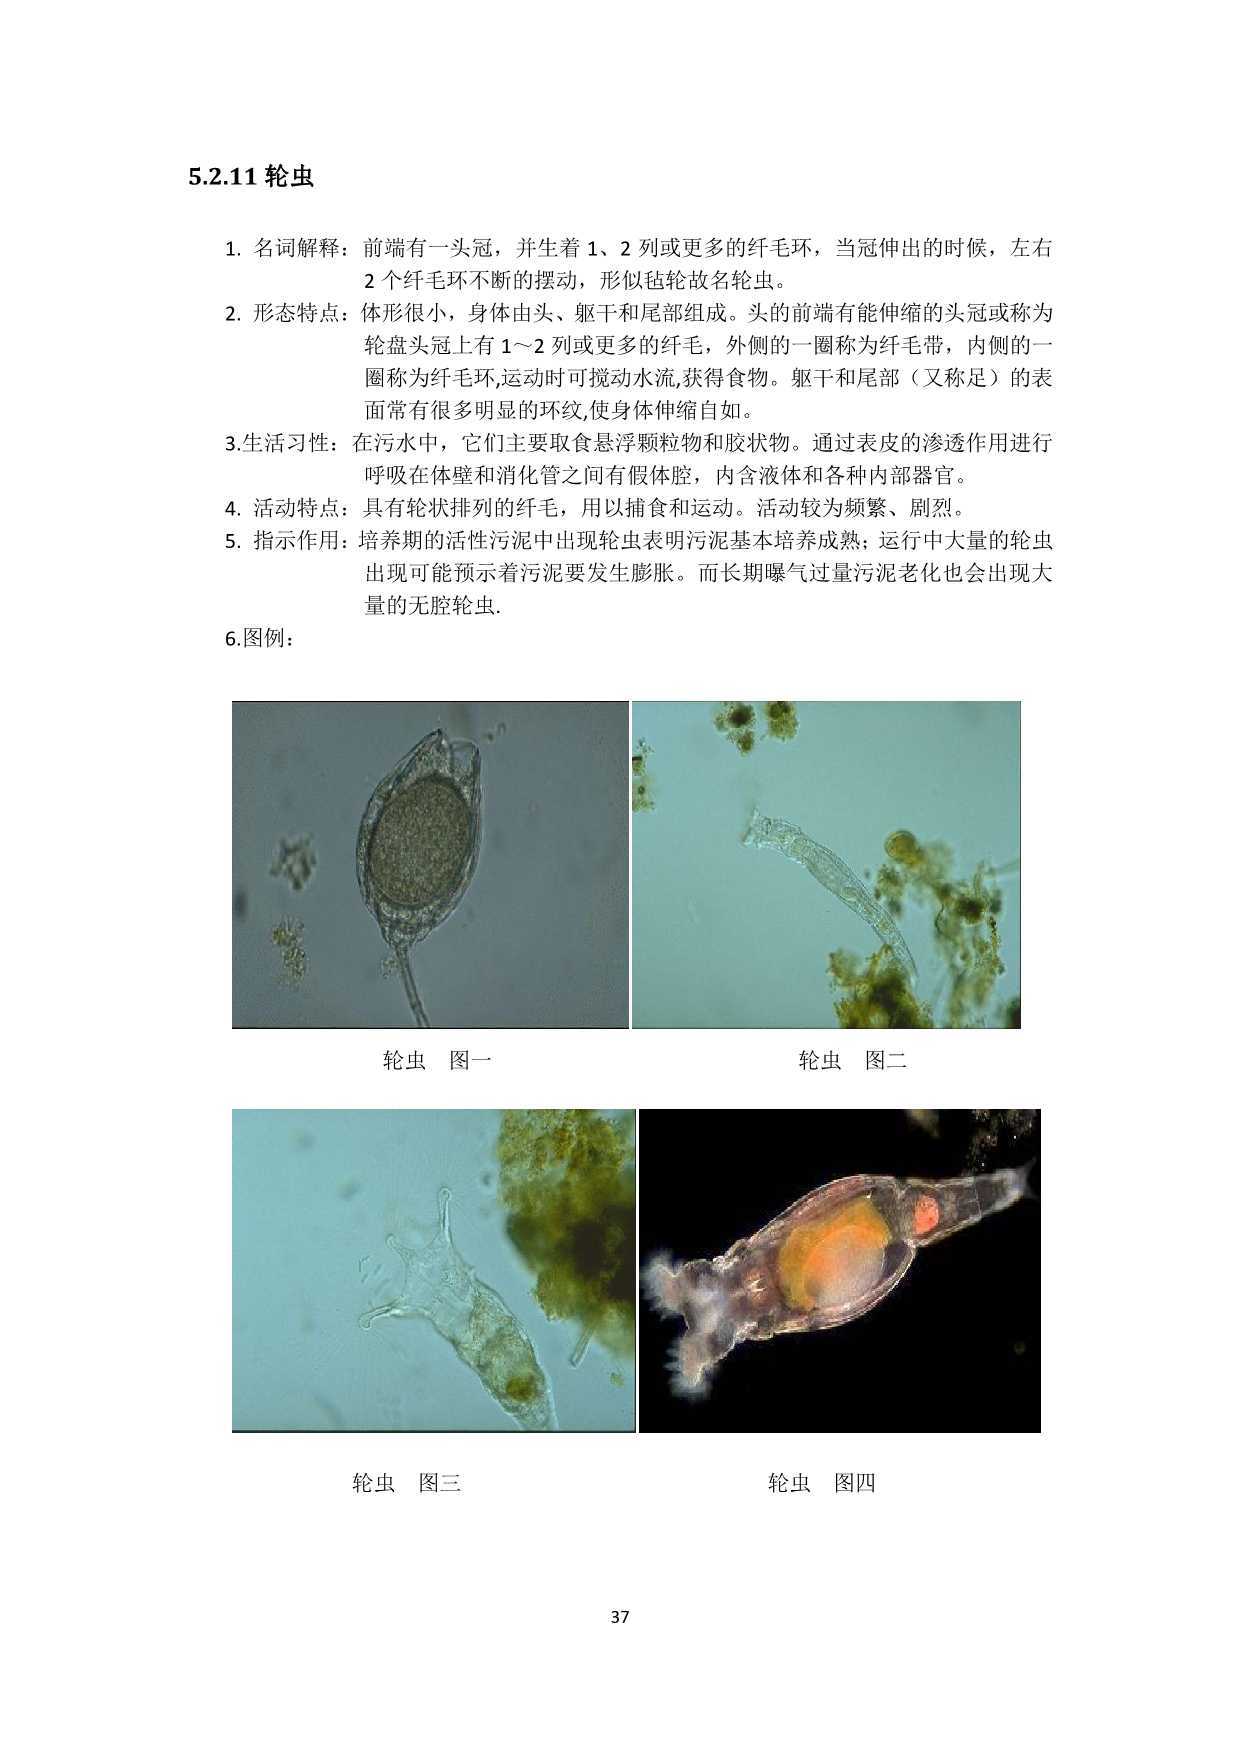 5.2.11 轮虫
1. 名词解释：前端有一头冠，并生着 1、2 列或更多的纤毛环，当冠伸出的时候，左右
2 个纤毛环不断的摆动，形似毡轮故名轮虫。
2. 形态特点：体形很小，身体由头、躯干和尾部组成。头的前端有能伸缩的头冠或称为
轮盘头冠上有 1～2 列或更多的纤毛，外侧的一圈称为纤毛带，内侧的一
圈称为纤毛环,运动时可搅动水流,获得食物。躯干和尾部（又称足）的表
面常有很多明显的环纹,使身体伸缩自如。
3.生活习性：在污水中，它们主要取食悬浮颗粒物和胶状物。通过表皮的渗透作用进行
呼吸在体壁和消化管之间有假体腔，内含液体和各种内部器官。
4. 活动特点：具有轮状排列的纤毛，用以捕食和运动。活动较为频繁、剧烈。
5. 指示作用：培养期的活性污泥中出现轮虫表明污泥基本培养成熟；运行中大量的轮虫
出现可能预示着污泥要发生膨胀。而长期曝气过量污泥老化也会出现大
量的无腔轮虫.
6.图例：
轮虫 图一 轮虫 图二
轮虫 图三 轮虫 图四
37